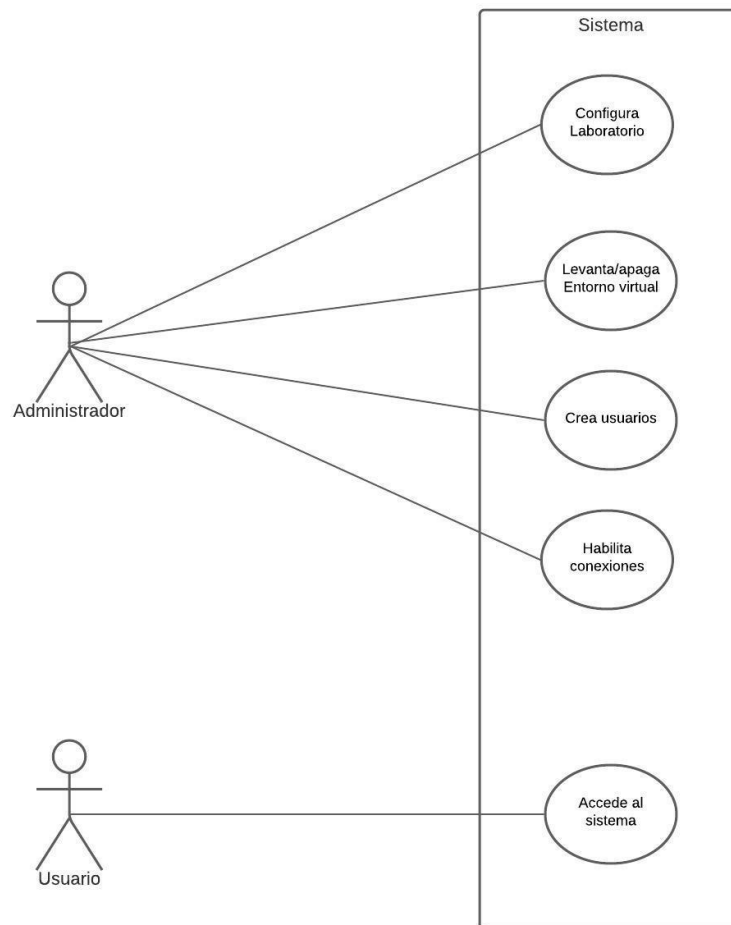 Sistema
Configura
Laboratorio
Levanta/apaga
Entorno virtual
Administrador
Crea usuarios
Habilita
conexiones
Accede al
sistema
Usuario